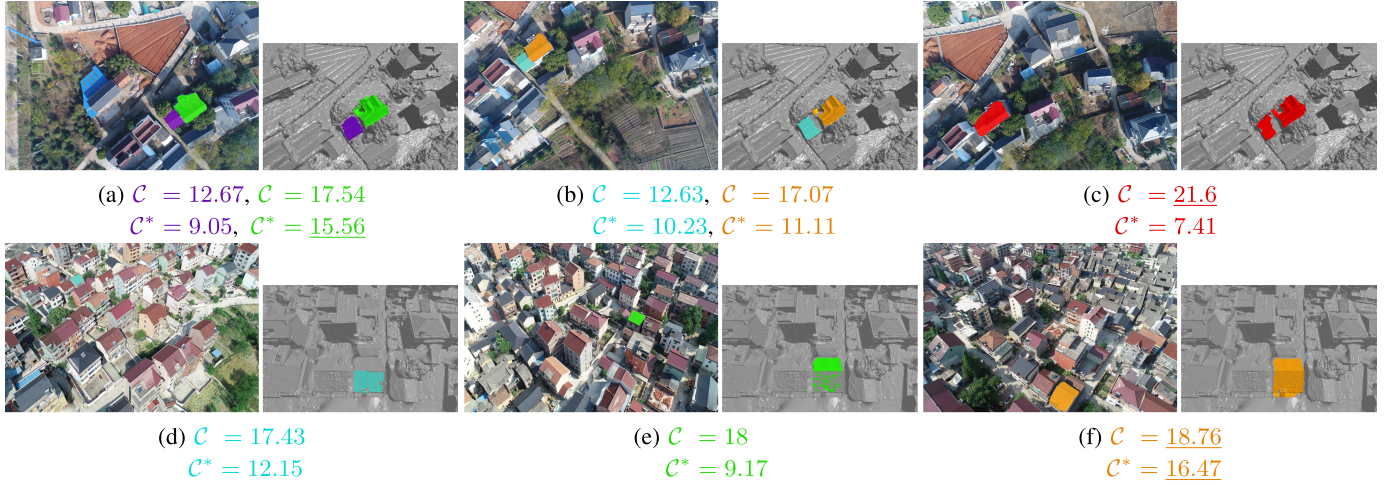 (a) C = 12.67, C = 17.54
C* = 9.05, C* = 15.56
(b) C = 12.63, C = 17.07
C* = 10.23, C* = 11.11
(c) C = 21.6
C* = 7.41
(d) C = 17.43
C* = 12.15
(e) C = 18
C* = 9.17
(f) C = 18.76
C* = 16.47